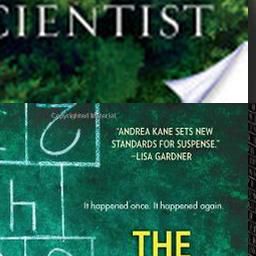 CIENTIST
Copyrighted Material
"ANDREA KANE SETS NEW
STANDARDS FOR SUSPENSE."
–LISA GARDNER
It happened once. It happened again.
THE